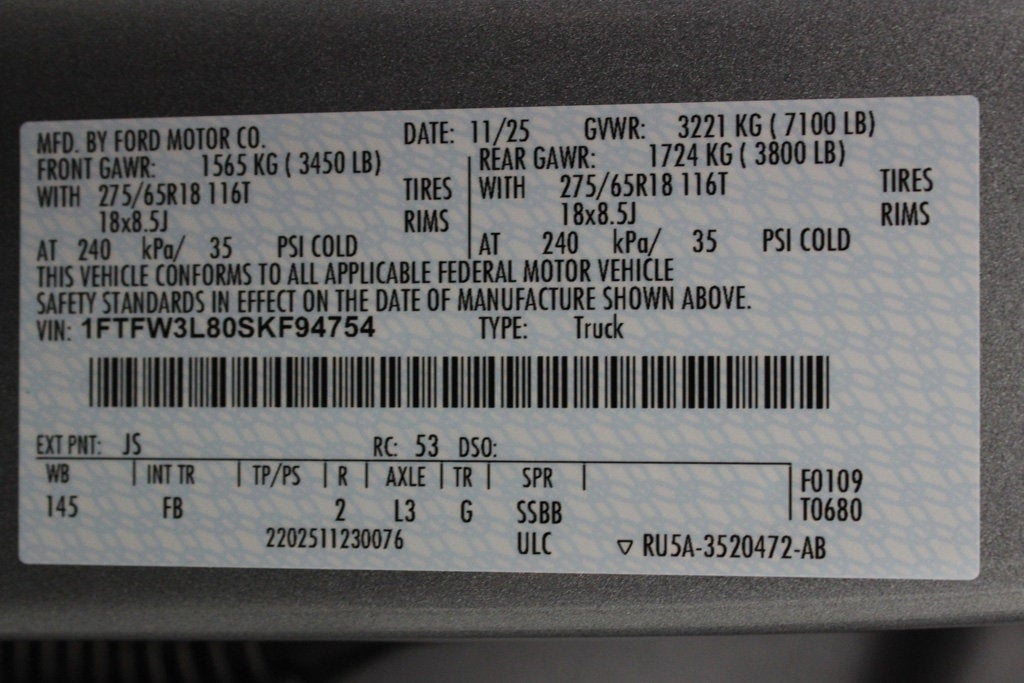 MFD. BY FORD MOTOR CO. DATE: 11/25 GVWR: 3221 KG ( 7100 LB)
FRONT GAWR: 1565 KG ( 3450 LB) REAR GAWR: 1724 KG ( 3800 LB)
WITH 275/65R18 116T TIRES WITH 275/65R18 116T TIRES
18x8.5J RIMS 18x8.5J RIMS
AT 240 kPa/ 35 PSI COLD AT 240 kPa/ 35 PSI COLD
THIS VEHICLE CONFORMS TO ALL APPLICABLE FEDERAL MOTOR VEHICLE
SAFETY STANDARDS IN EFFECT ON THE DATE OF MANUFACTURE SHOWN ABOVE.
VIN: 1FTFW3L80SKF94754 TYPE: Truck
EXT PNT: JS RC: 53 DSO:
WB INT TR TP/PS R AXLE TR SPR F0109
145 FB 2 L3 G SSBB T0680
2202511230076 ULC ▽ RU5A-3520472-AB